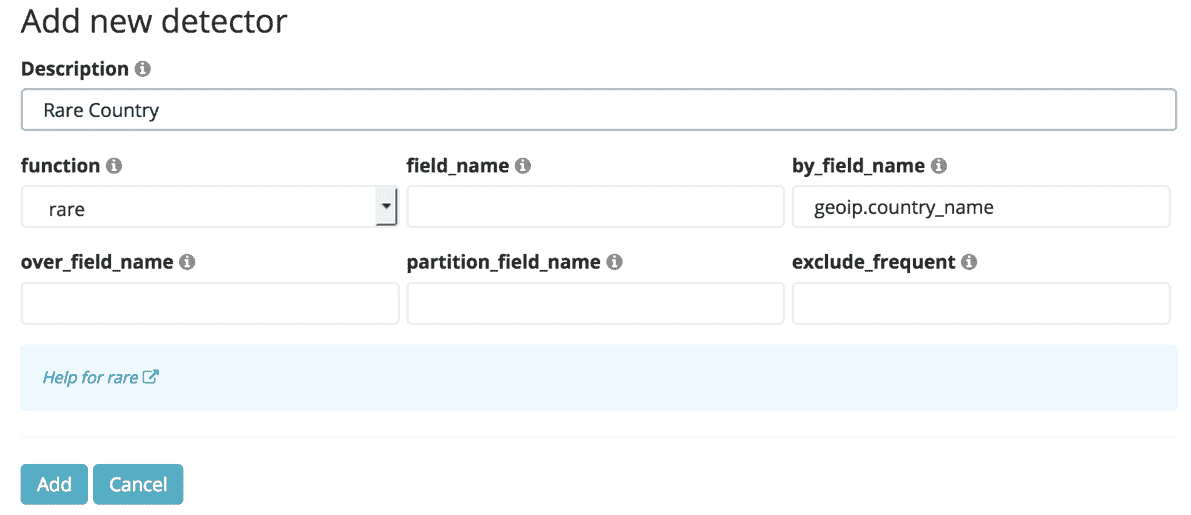 Add new detector
Description
Rare Country
function field_name by_field_name
rare geoip.country_name
over_field_name partition_field_name exclude_frequent
Help for rare
Add Cancel